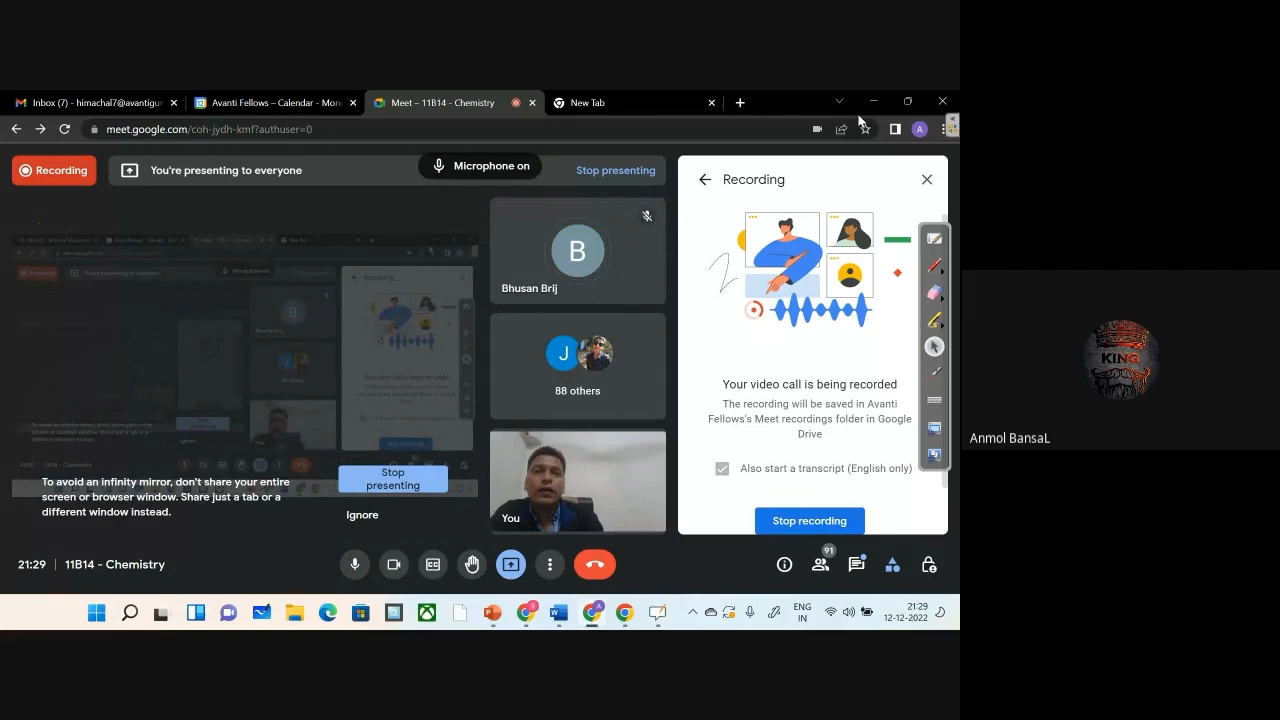 Inbox (7) - himachal7@avantigur
Avanti Fellows – Calendar - Mon
Meet – 11B14 - Chemistry
New Tab
meet.google.com/coh-jydh-kmf?authuser=0
A
Recording
You're presenting to everyone
Microphone on
Stop presenting
B
Bhusan Brij
J
88 others
You
To avoid an infinity mirror, don't share your entire
screen or browser window. Share just a tab or a
different window instead.
Stop
presenting
Ignore
Recording
Your video call is being recorded
The recording will be saved in Avanti
Fellows's Meet recordings folder in Google
Drive
Also start a transcript (English only)
Stop recording
KING
Anmol BansaL
21:29 | 11B14 - Chemistry
91
ENG
IN
21:29
12-12-2022